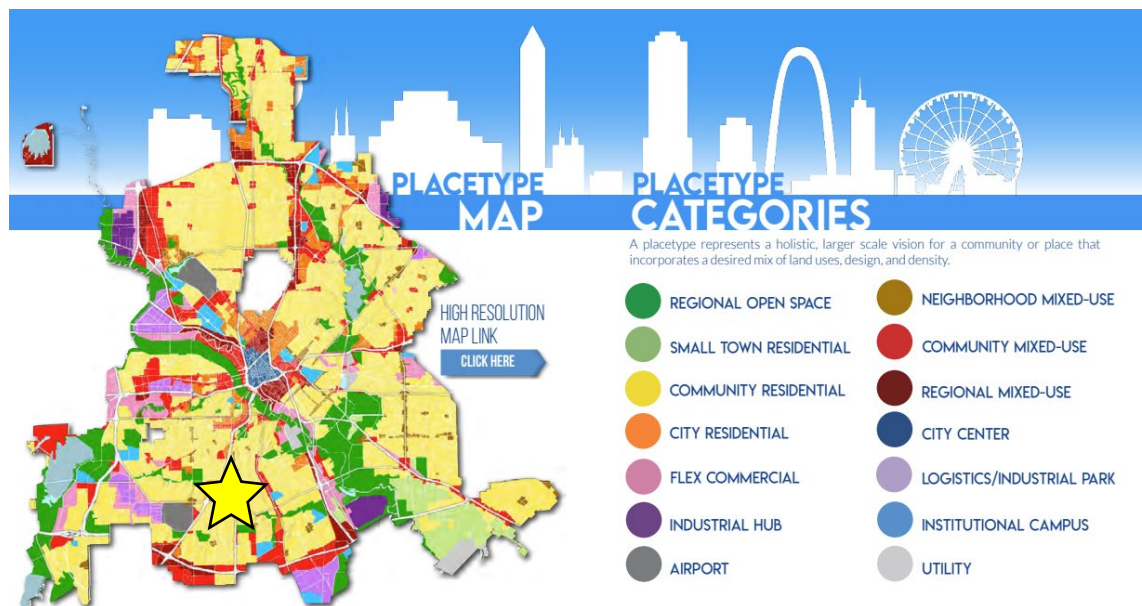 PLACETYPE
MAP
PLACETYPE
CATEGORIES
A placetype represents a holistic, larger scale vision for a community or place that
incorporates a desired mix of land uses, design, and density.
HIGH RESOLUTION
MAP LINK
CLICK HERE
REGIONAL OPEN SPACE
SMALL TOWN RESIDENTIAL
COMMUNITY RESIDENTIAL
CITY RESIDENTIAL
FLEX COMMERCIAL
INDUSTRIAL HUB
AIRPORT
NEIGHBORHOOD MIXED-USE
COMMUNITY MIXED-USE
REGIONAL MIXED-USE
CITY CENTER
LOGISTICS/INDUSTRIAL PARK
INSTITUTIONAL CAMPUS
UTILITY